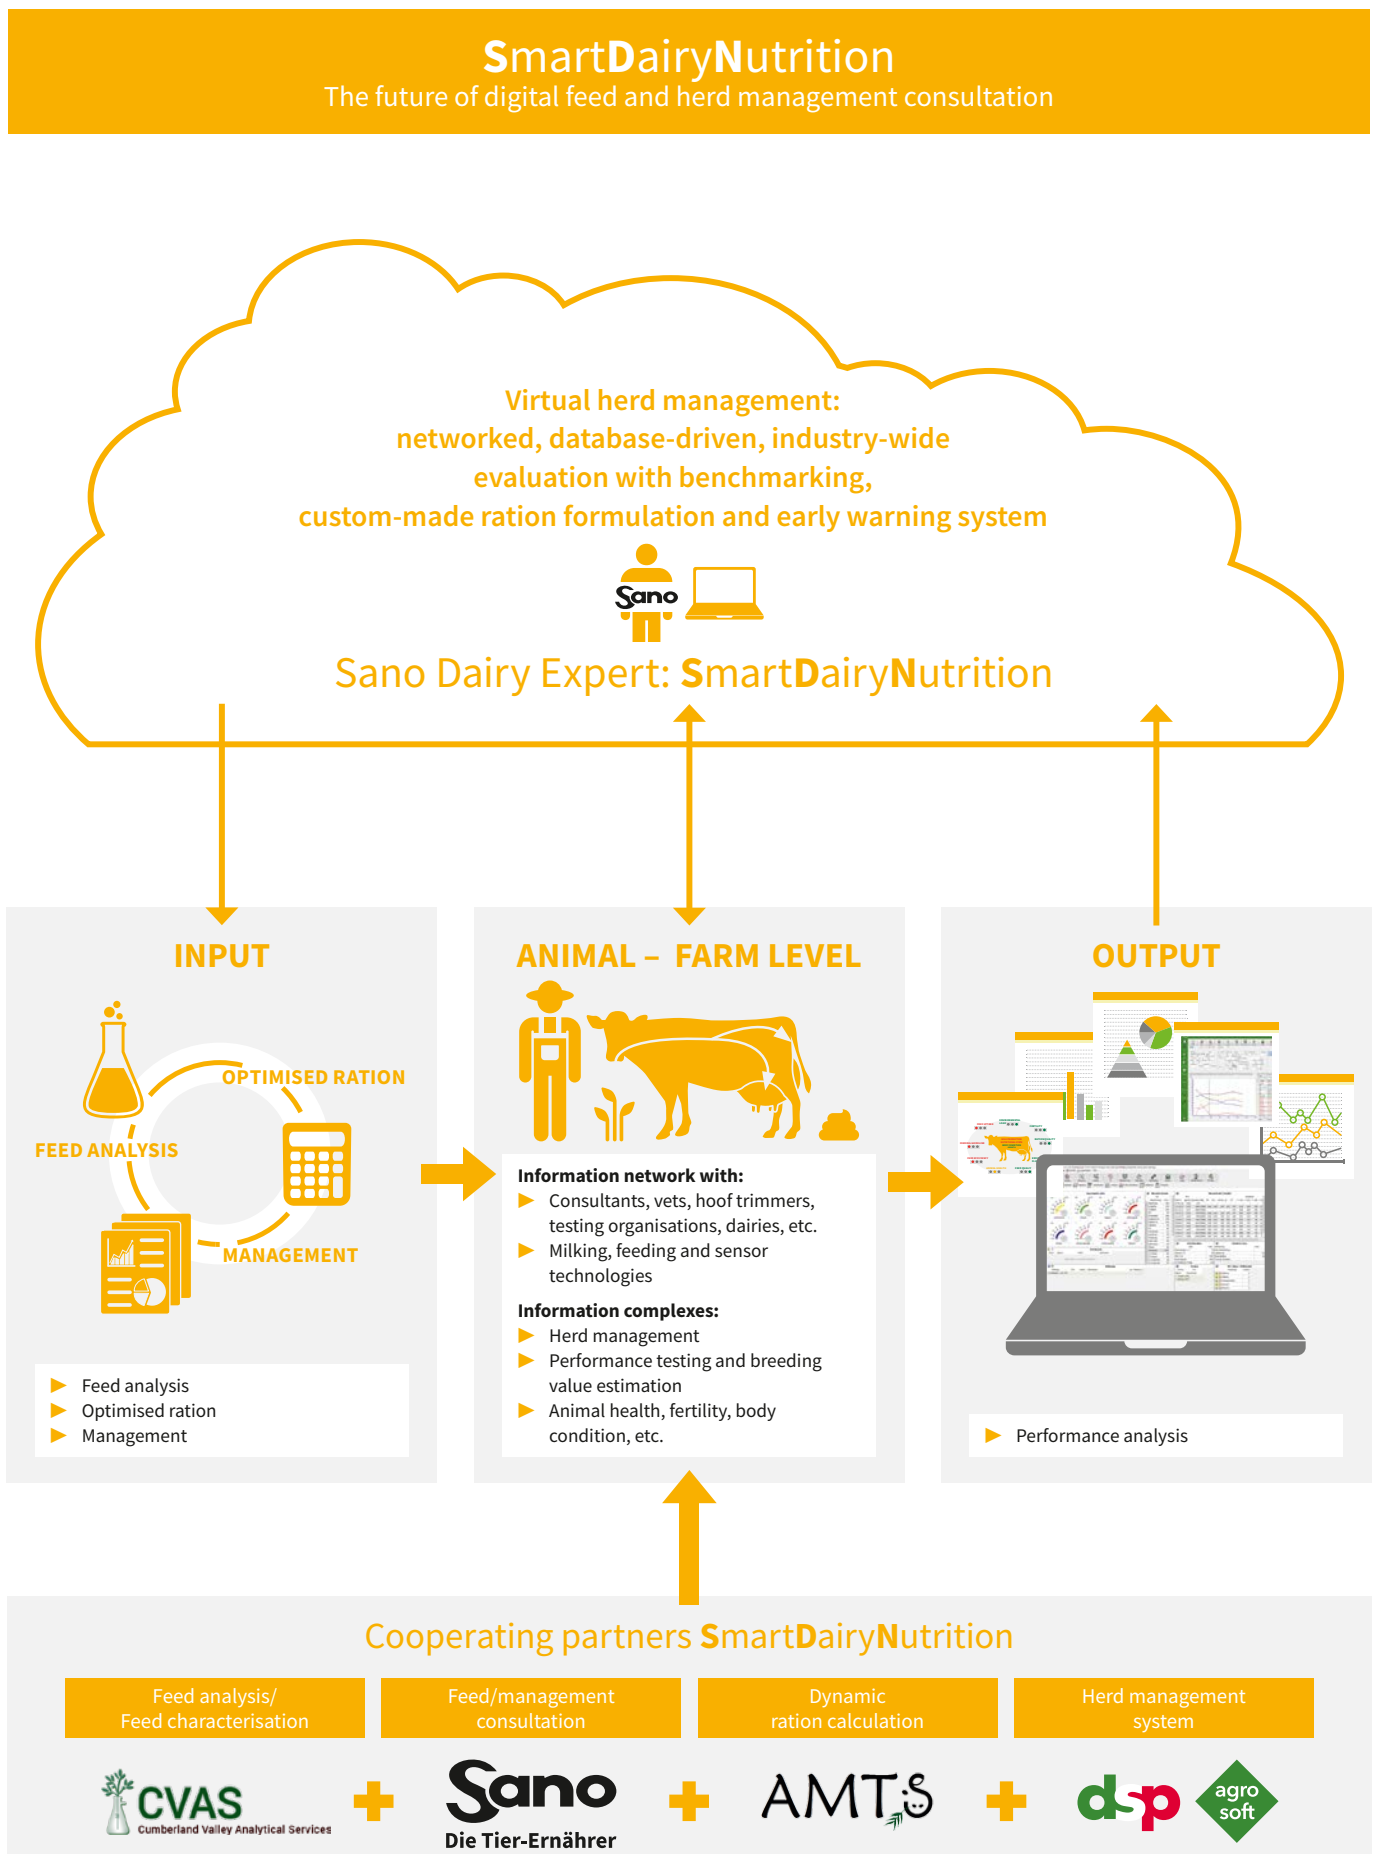 SmartDairyNutrition
The future of digital feed and herd management consultation
Virtual herd management:
networked, database-driven, industry-wide
evaluation with benchmarking,
custom-made ration formulation and early warning system
Sano
Sano Dairy Expert: SmartDairyNutrition
INPUT
OPTIMISED RATION
FEED ANALYSIS
MANAGEMENT
Feed analysis
Optimised ration
Management
ANIMAL – FARM LEVEL
Information network with:
Consultants, vets, hoof trimmers,
testing organisations, dairies, etc.
Milking, feeding and sensor
technologies
Information complexes:
Herd management
Performance testing and breeding
value estimation
Animal health, fertility, body
condition, etc.
OUTPUT
Performance analysis
Cooperating partners SmartDairyNutrition
Feed analysis/
Feed characterisation
Feed/management
consultation
Dynamic
ration calculation
Herd management
system
CVAS
Cumberland Valley Analytical Services
Sano
Die Tier-Ernährer
AMTS
dsp
agro
soft